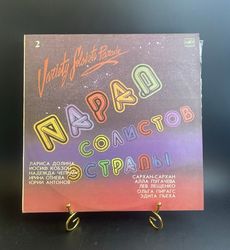 2
Variety Soloists Parade
ПАРАД
СОЛИСТОВ
ЭСТРАДЫ
ЛАРИСА ДОЛИНА
ИОСИФ КОБЗОН
НАДЕЖДА ЧЕПРАГА
ИРИНА ОТИЕВА
ЮРИЙ АНТОНОВ
САРХАН-САРХАН
АЛЛА ПУГАЧЕВА
ЛЕВ ЛЕЩЕНКО
ОЛЬГА ПИРАГС
ЭДИТА ПЬЕХА